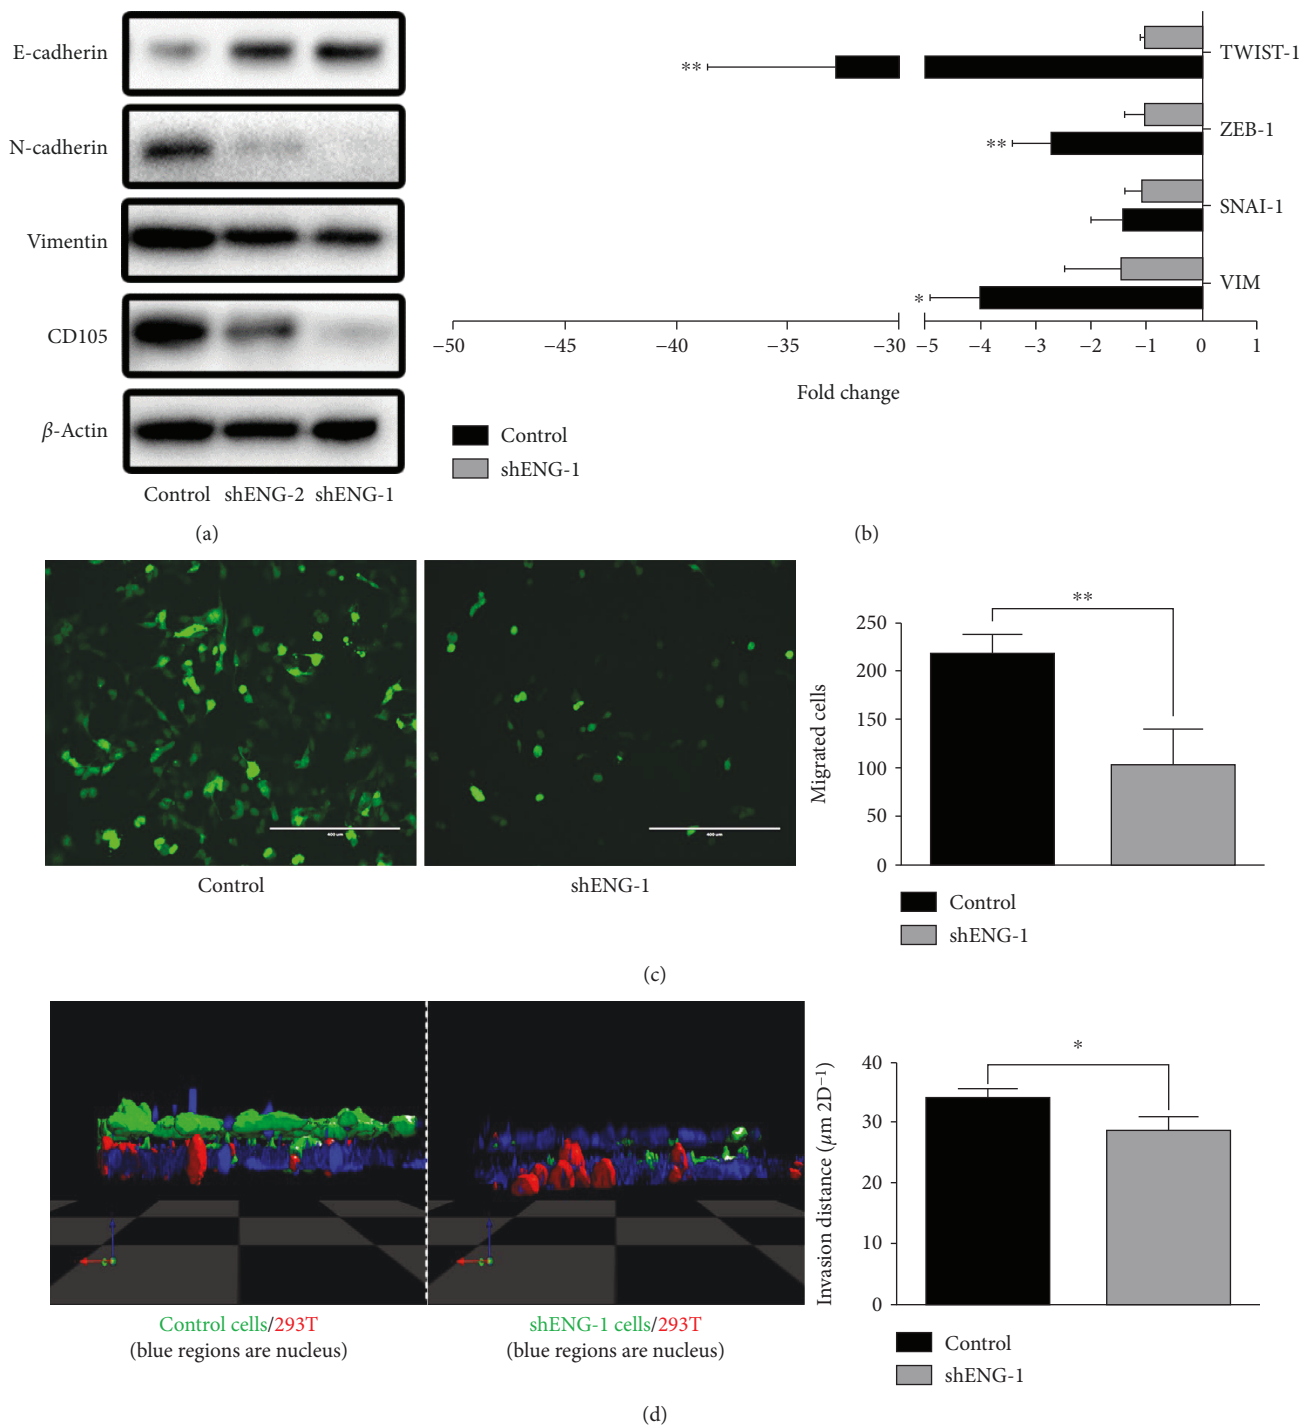 E-cadherin
N-cadherin
Vimentin
CD105
β-Actin
Control shENG-2 shENG-1
(a)
**
TWIST-1
**
ZEB-1
SNAI-1
*
VIM
−50 −45 −40 −35 −30 −5 −4 −3 −2 −1 0 1
Fold change
Control
shENG-1
(b)
400 μm
400 μm
Control
shENG-1
Migrated cells
250
200
150
100
50
0
**
Control
shENG-1
(c)
Control cells/293T
(blue regions are nucleus)
shENG-1 cells/293T
(blue regions are nucleus)
Invasion distance (μm 2D⁻¹)
40
30
20
10
0
*
Control
shENG-1
(d)